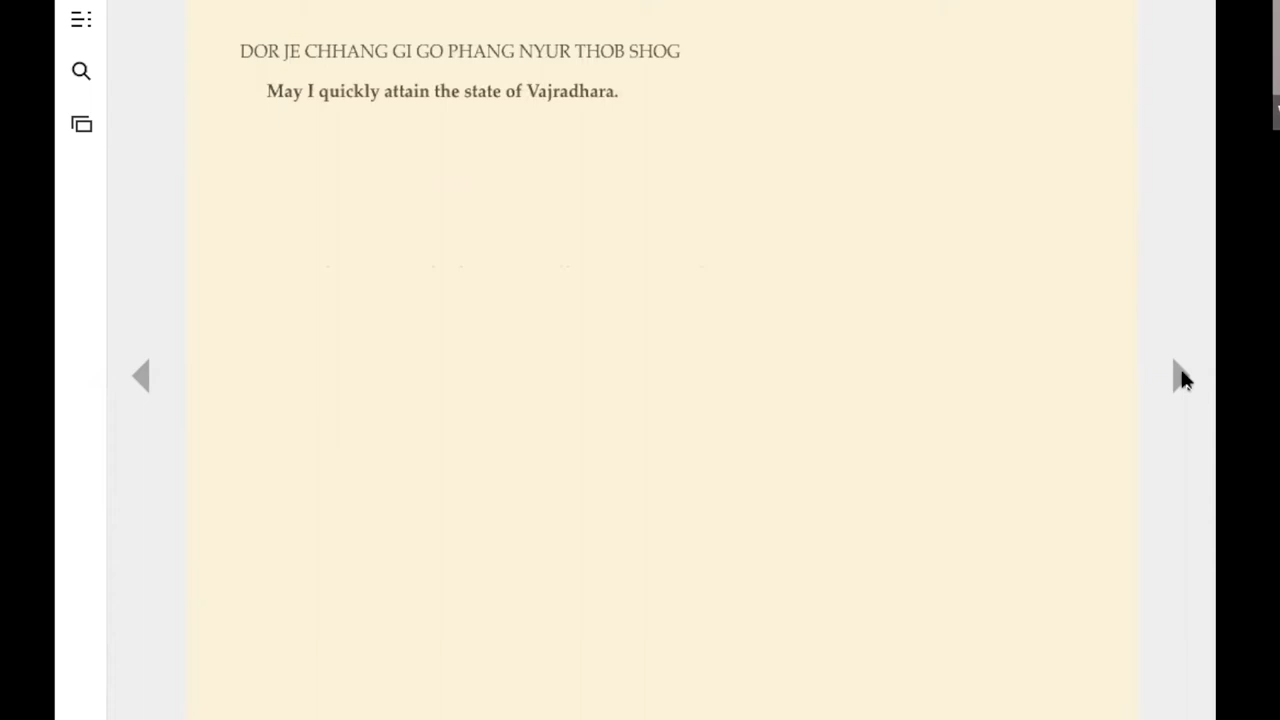 DOR JE CHHANG GI GO PHANG NYUR THOB SHOG
May I quickly attain the state of Vajradhara.